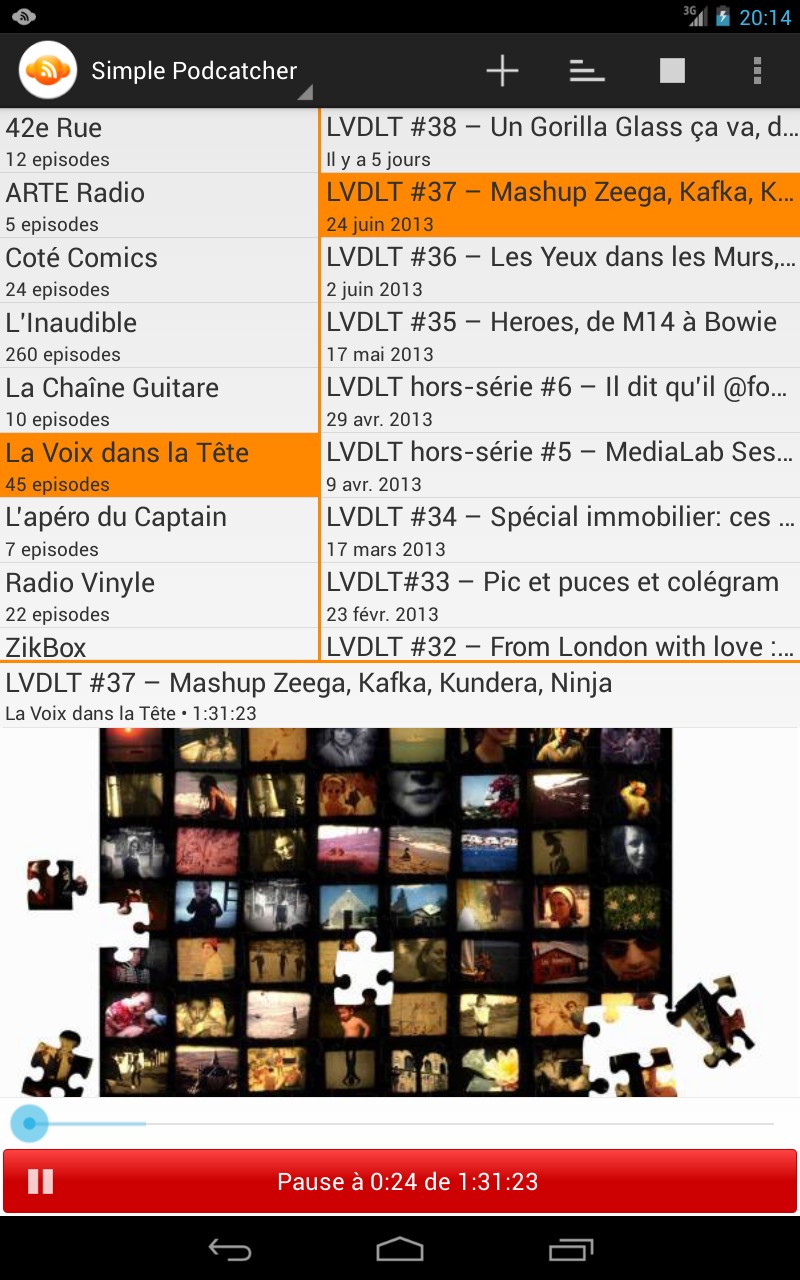 3G 20:14
Simple Podcatcher
42e Rue
12 episodes
ARTE Radio
5 episodes
Coté Comics
24 episodes
L'Inaudible
260 episodes
La Chaîne Guitare
10 episodes
La Voix dans la Tête
45 episodes
L'apéro du Captain
7 episodes
Radio Vinyle
22 episodes
ZikBox
LVDLT #38 – Un Gorilla Glass ça va, d...
Il y a 5 jours
LVDLT #37 – Mashup Zeega, Kafka, K...
24 juin 2013
LVDLT #36 – Les Yeux dans les Murs,...
2 juin 2013
LVDLT #35 – Heroes, de M14 à Bowie
17 mai 2013
LVDLT hors-série #6 – Il dit qu'il @fo...
29 avr. 2013
LVDLT hors-série #5 – MediaLab Ses...
9 avr. 2013
LVDLT #34 – Spécial immobilier: ces ...
17 mars 2013
LVDLT#33 – Pic et puces et colégram
23 févr. 2013
LVDLT #32 – From London with love :...
LVDLT #37 – Mashup Zeega, Kafka, Kundera, Ninja
La Voix dans la Tête • 1:31:23
Pause à 0:24 de 1:31:23